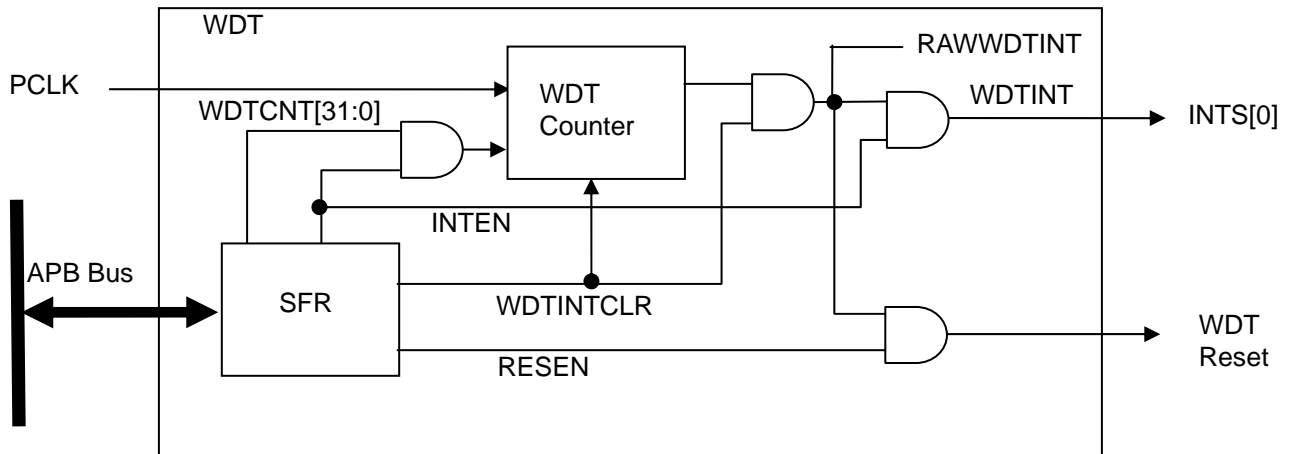 WDT
RAWWDTINT
PCLK
WDT
Counter
WDTINT
WDTCNT[31:0]
INTS[0]
INTEN
APB Bus
SFR
WDTINTCLR
WDT
Reset
RESEN